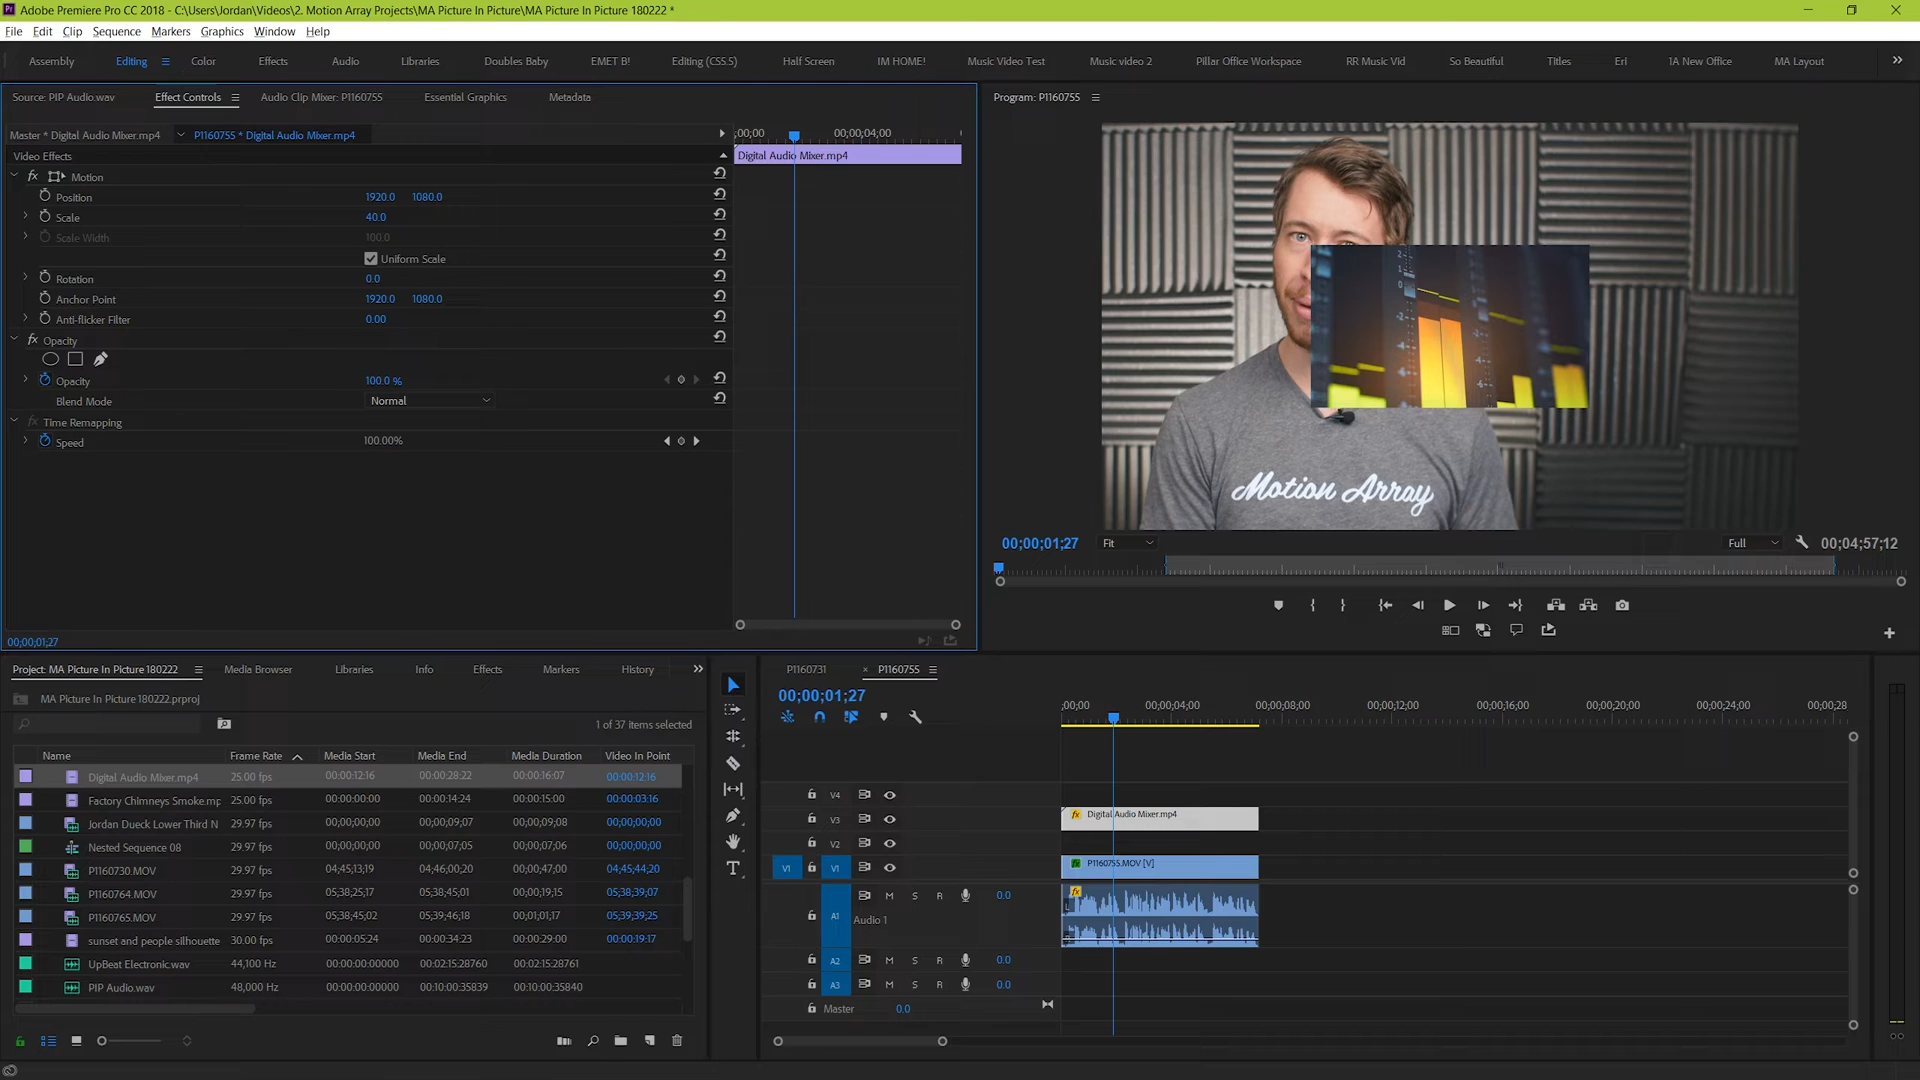 Adobe Premiere Pro CC 2018 - C:\Users\Jordan\Videos\2. Motion Array Projects\MA Picture In Picture\MA Picture In Picture 180222 *
File Edit Clip Sequence Markers Graphics Window Help
Assembly Editing Color Effects Audio Libraries Doubles Baby EMET B! Editing (CS5.5) Half Screen IM HOME! Music Video Test Music video 2 Pillar Office Workspace RR Music Vid So Beautiful Titles Erl 1A New Office MA Layout
Source: PIP Audio.wav Effect Controls Audio Clip Mixer: P1160755 Essential Graphics Metadata
Master * Digital Audio Mixer.mp4 P1160755 * Digital Audio Mixer.mp4
;00;00 00;00;04;00
Video Effects
Digital Audio Mixer.mp4
fx Motion
Position 1920.0 1080.0
Scale 40.0
Scale Width 100.0
Uniform Scale
Rotation 0.0
Anchor Point 1920.0 1080.0
Anti-flicker Filter 0.00
fx Opacity
Opacity 100.0 %
Blend Mode Normal
fx Time Remapping
Speed 100.00%
00;00;01;27
Program: P1160755
Motion Array
00;00;01;27 Fit Full 00;04;57;12
Project: MA Picture In Picture 180222 Media Browser Libraries Info Effects Markers History
MA Picture In Picture 180222.prproj
1 of 37 items selected
Name Frame Rate Media Start Media End Media Duration Video In Point
Digital Audio Mixer.mp4 25.00 fps 00:00:12:16 00:00:28:22 00:00:16:07 00:00:12:16
Factory Chimneys Smoke.mp 25.00 fps 00:00:00:00 00:00:14:24 00:00:15:00 00:00:03:16
Jordan Dueck Lower Third N 29.97 fps 00;00;00;00 00;00;09;07 00;00;09;08 00;00;00;00
Nested Sequence 08 29.97 fps 00;00;00;00 00;00;07;05 00;00;07;06 00;00;00;00
P1160730.MOV 29.97 fps 04;45;13;19 04;46;00;20 00;00;47;00 04;45;44;20
P1160764.MOV 29.97 fps 05;38;25;17 05;38;45;01 00;00;19;15 05;38;39;07
P1160765.MOV 29.97 fps 05;38;45;02 05;39;46;18 00;01;01;17 05;39;39;25
sunset and people silhouette 30.00 fps 00:00:05:24 00:00:34:23 00:00:29:00 00:00:19:17
UpBeat Electronic.wav 44,100 Hz 00:00:00:00000 00:02:15:28760 00:02:15:28761
PIP Audio.wav 48,000 Hz 00:00:00:00000 00:10:00:35839 00:10:00:35840
P1160731 × P1160755
00;00;01;27
;00;00 00;00;04;00 00;00;08;00 00;00;12;00 00;00;16;00 00;00;20;00 00;00;24;00 00;00;28
V4
V3 fx Digital Audio Mixer.mp4
V2
V1 V1 fx P1160755.MOV [V]
A1 M S R 0.0
Audio 1
A2 M S R 0.0
A3 M S R 0.0
Master 0.0